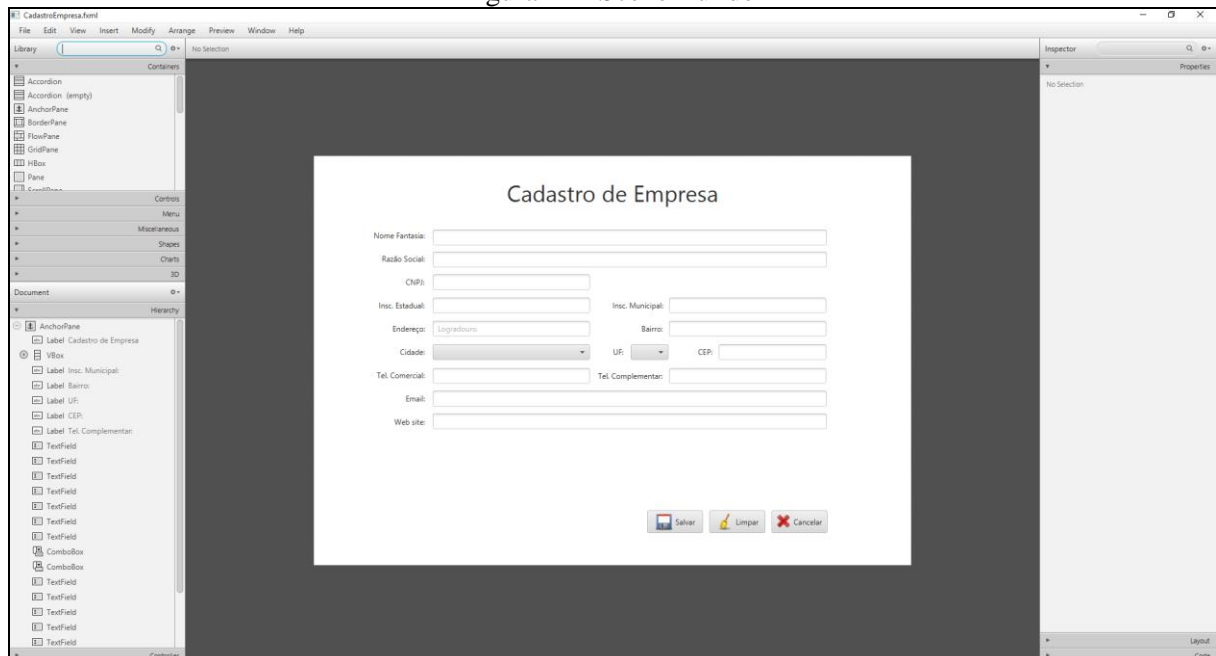 CadastroEmpresa.fxml
File Edit View Insert Modify Arrange Preview Window Help
Library
No Selection
Inspector
Containers
Properties
Accordion
No Selection
Accordion (empty)
AnchorPane
BorderPane
FlowPane
GridPane
HBox
Pane
Controls
Menu
Miscellaneous
Shapes
Charts
3D
Document
Hierarchy
AnchorPane
Label Cadastro de Empresa
VBox
Label Insc. Municipal:
Label Bairro:
Label UF:
Label CEP:
Label Tel. Complementar:
TextField
TextField
TextField
TextField
TextField
TextField
TextField
ComboBox
ComboBox
TextField
TextField
TextField
TextField
TextField
Controller
Cadastro de Empresa
Nome Fantasia:
Razão Social:
CNPJ:
Insc. Estadual: Insc. Municipal:
Endereço: Logradouro Bairro:
Cidade: UF: CEP:
Tel. Comercial: Tel. Complementar:
Email:
Web site:
Salvar Limpar Cancelar
Layout
Code